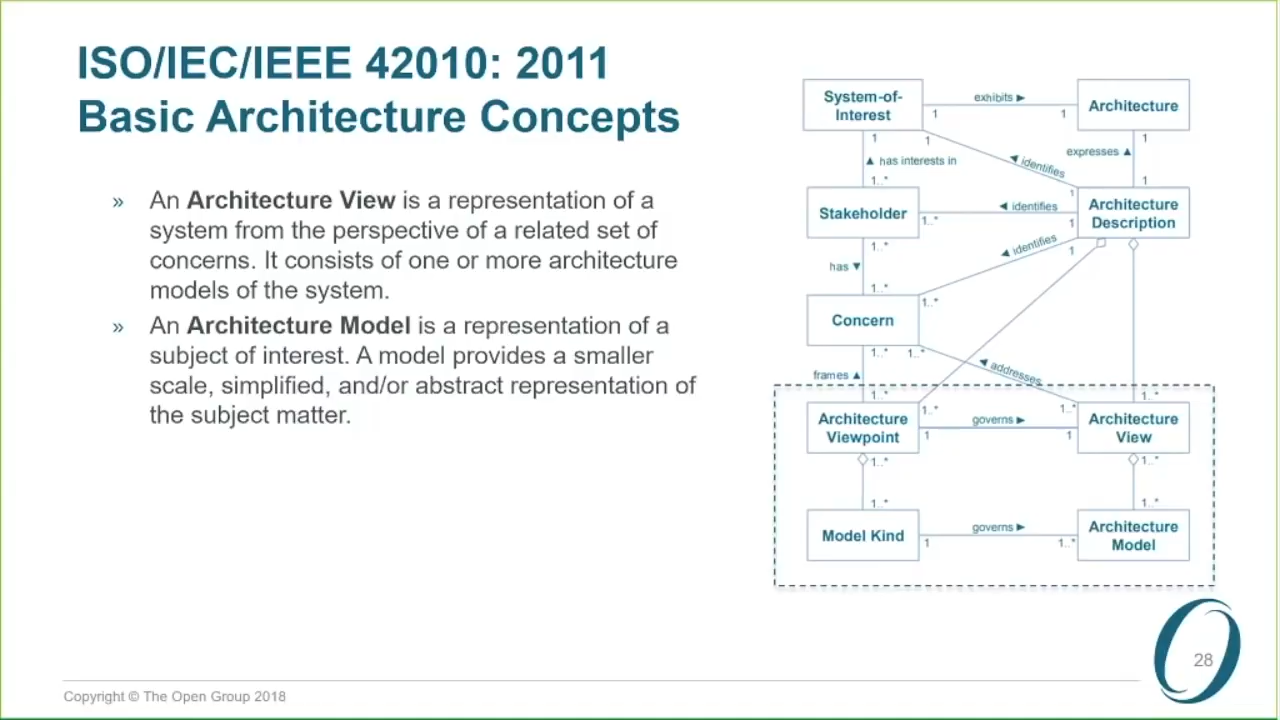 ISO/IEC/IEEE 42010: 2011
Basic Architecture Concepts
» An Architecture View is a representation of a
system from the perspective of a related set of
concerns. It consists of one or more architecture
models of the system.
» An Architecture Model is a representation of a
subject of interest. A model provides a smaller
scale, simplified, and/or abstract representation of
the subject matter.
System-of-
Interest
exhibits ►
Architecture
1
1
1
1
1
▲ has interests in
◄ identifies
expresses ▲
1..*
1
1
Stakeholder
◄ identifies
Architecture
Description
1..*
1
1..*
has ▼
◄ identifies
1
1..*
1..*
Concern
1..*
1..*
frames ▲
◄ addresses
1..*
1..*
1..*
1..*
Architecture
Viewpoint
governs ►
Architecture
View
1
1
1..*
1..*
1..*
1..*
Model Kind
governs ►
Architecture
Model
1
1..*
28
Copyright © The Open Group 2018